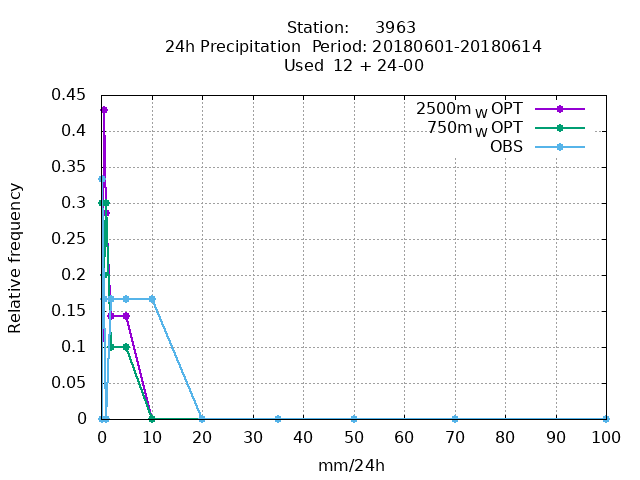 Station:     3963
24h Precipitation  Period: 20180601-20180614
Used  12 + 24-00
2500m_W OPT
750m_W OPT
OBS
Relative frequency
0.45
0.4
0.35
0.3
0.25
0.2
0.15
0.1
0.05
0
0 10 20 30 40 50 60 70 80 90 100
mm/24h